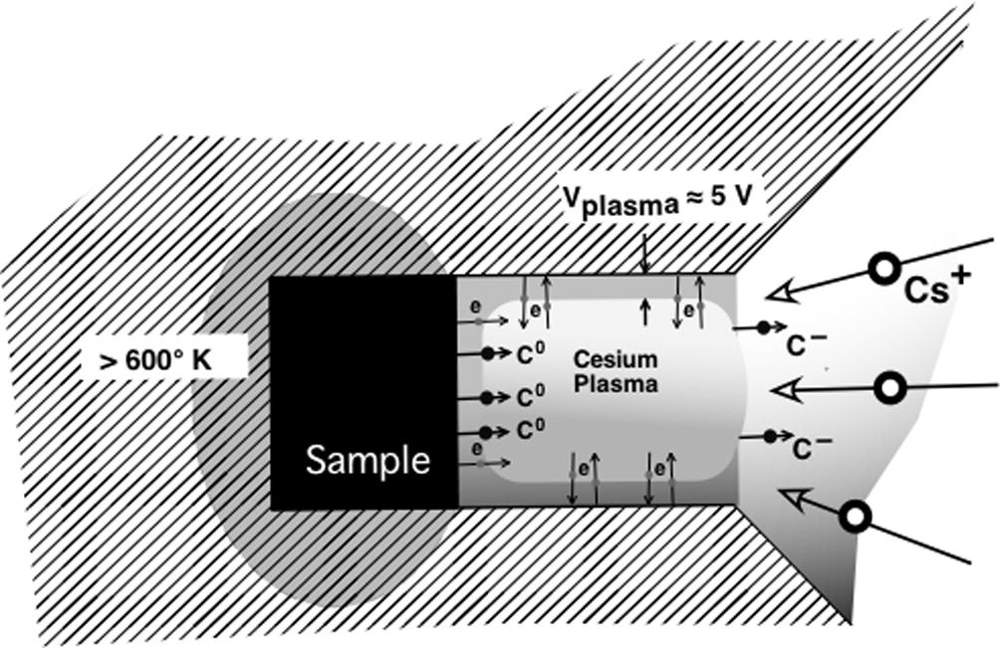 V plasma ≈ 5 V
Cs⁺
e
e
e
C⁻
C⁰
Cesium
Plasma
> 600° K
C⁰
C⁰
C⁻
e
Sample
e
e